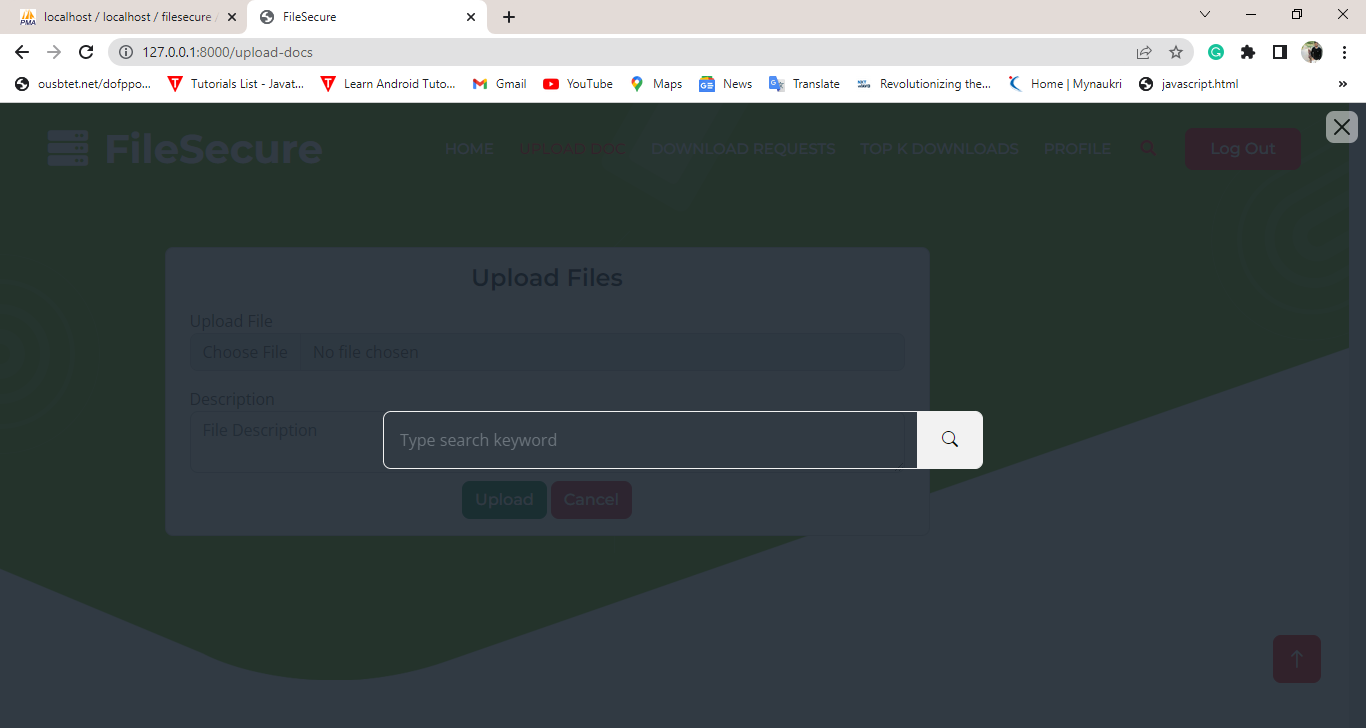 localhost / localhost / filesecure /
FileSecure
127.0.0.1:8000/upload-docs
ousbtet.net/dofppo...
Tutorials List - Javat...
Learn Android Tuto...
Gmail
YouTube
Maps
News
Translate
Revolutionizing the...
Home | Mynaukri
javascript.html
FileSecure
HOME
UPLOAD DOC
DOWNLOAD REQUESTS
TOP K DOWNLOADS
PROFILE
Log Out
Upload Files
Upload File
Choose File No file chosen
Description
File Description
Type search keyword
Upload
Cancel